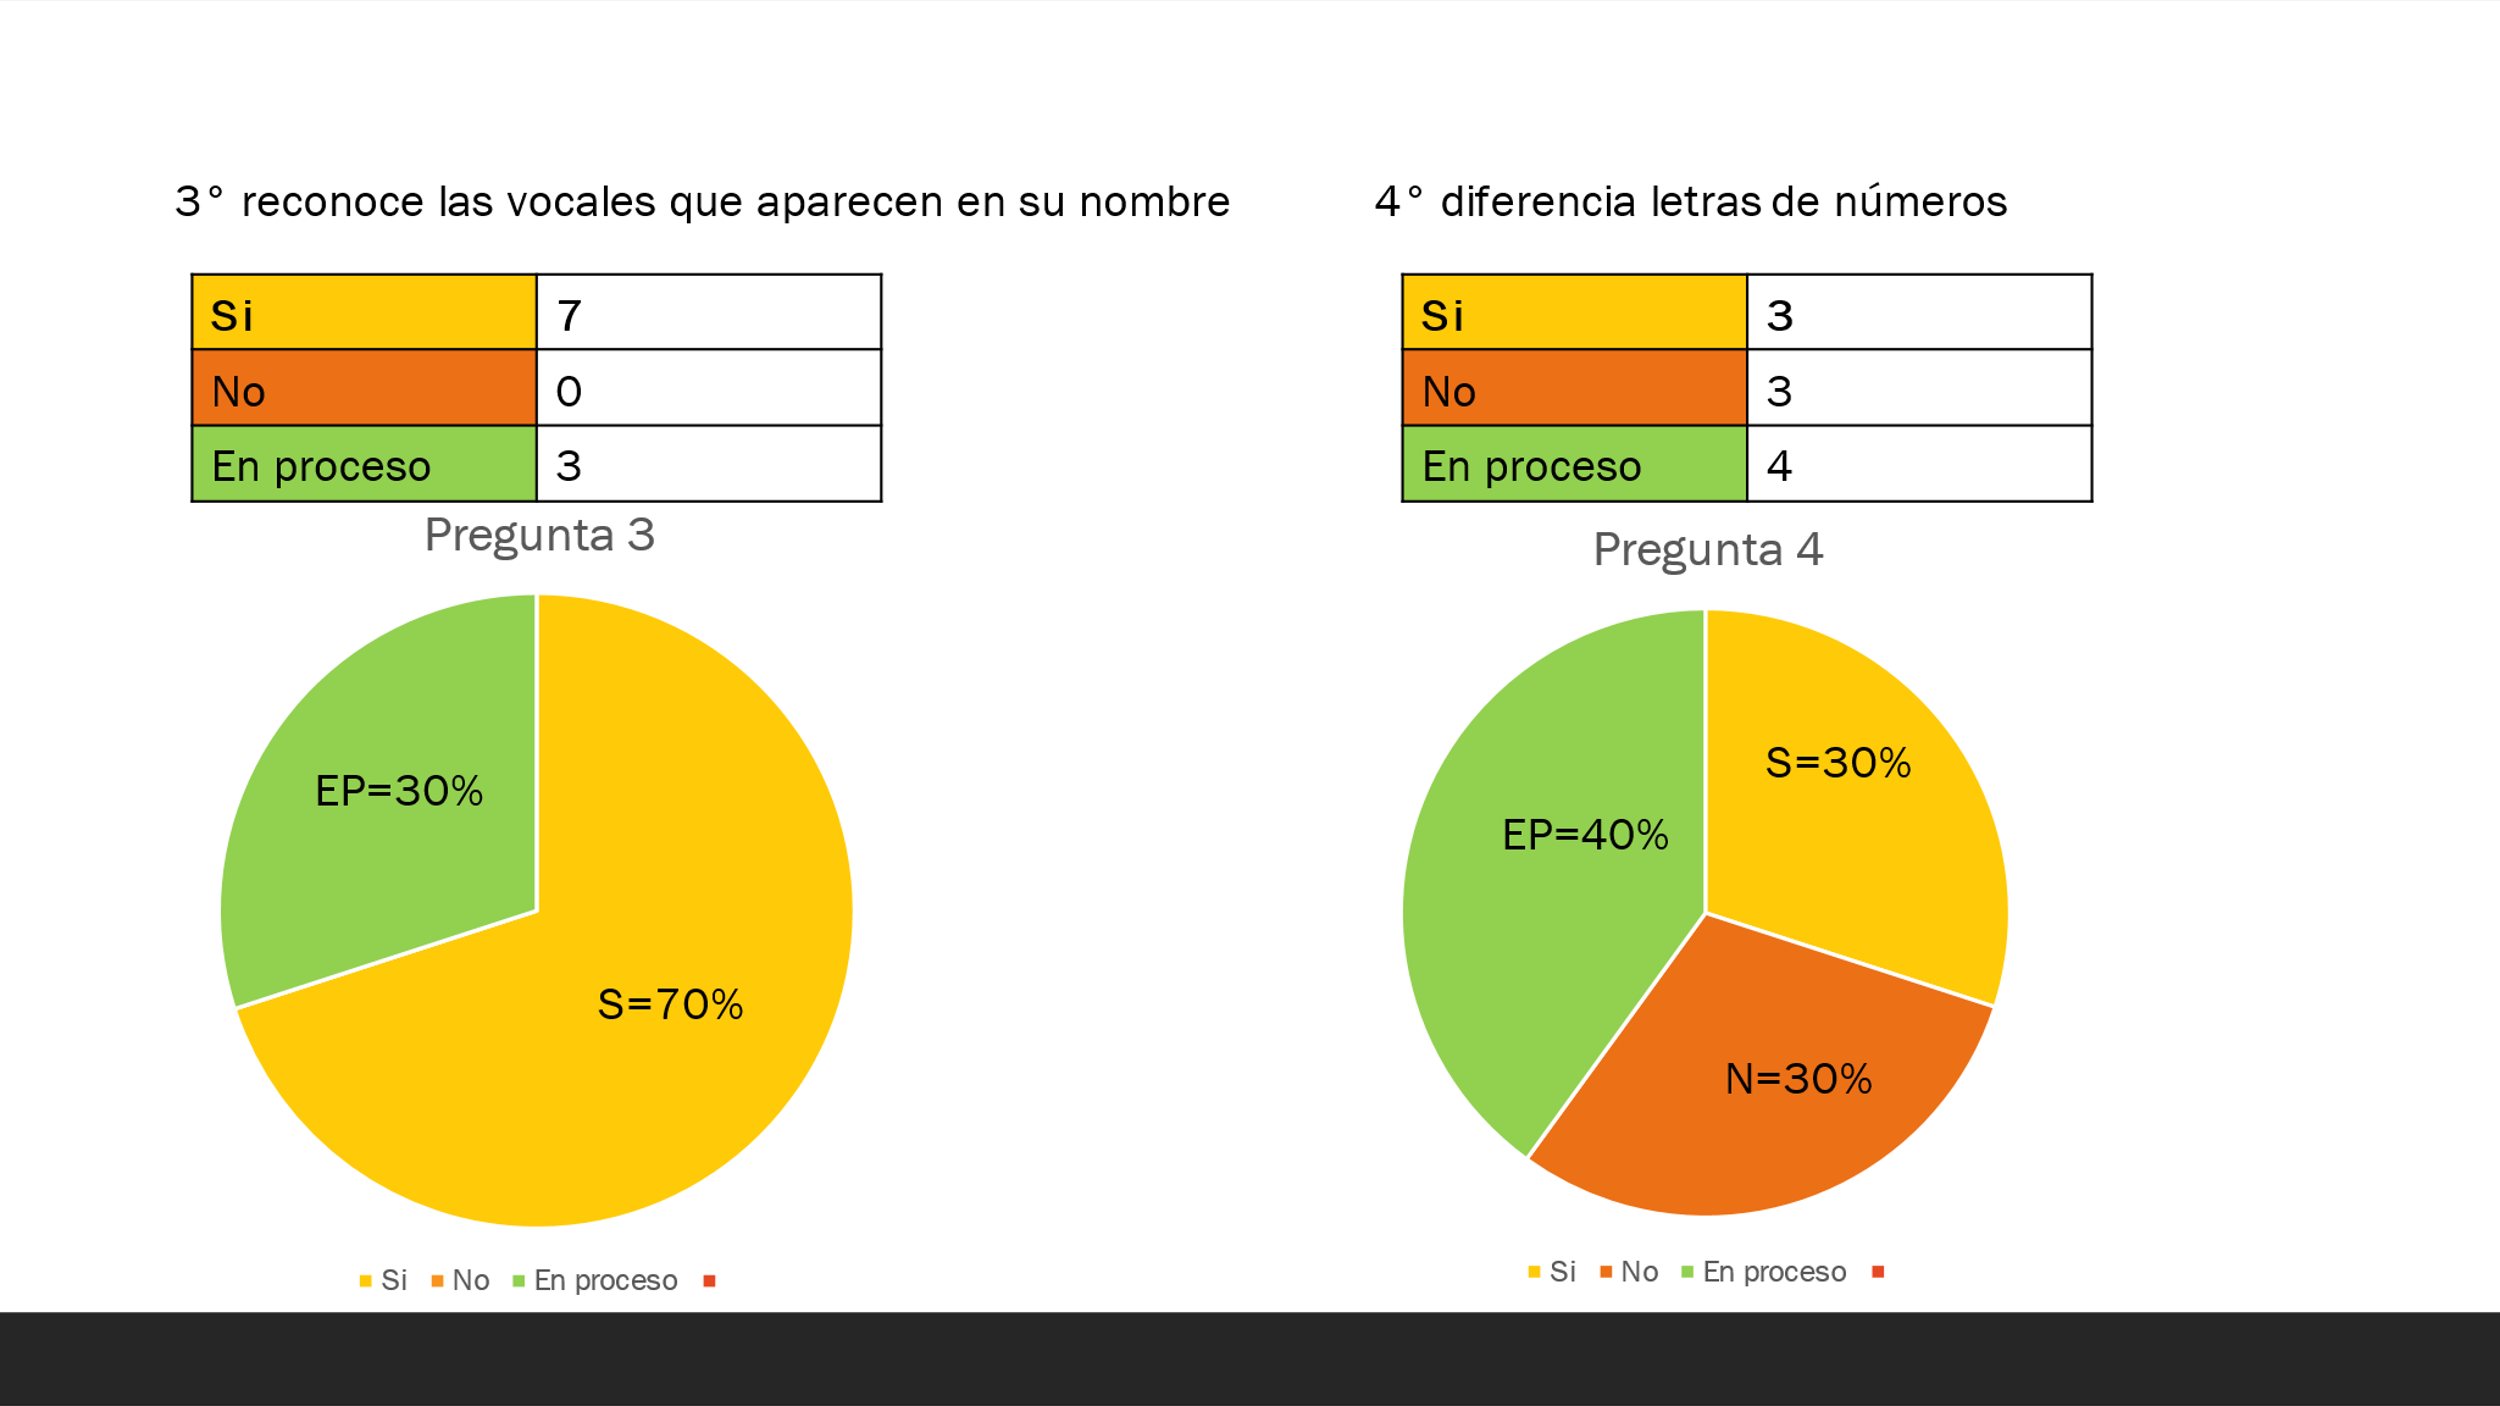 3° reconoce las vocales que aparecen en su nombre
Si 7
No 0
En proceso 3
Pregunta 3
EP=30%
S=70%
Si No En proceso
4° diferencia letras de números
Si 3
No 3
En proceso 4
Pregunta 4
S=30%
EP=40%
N=30%
Si No En proceso